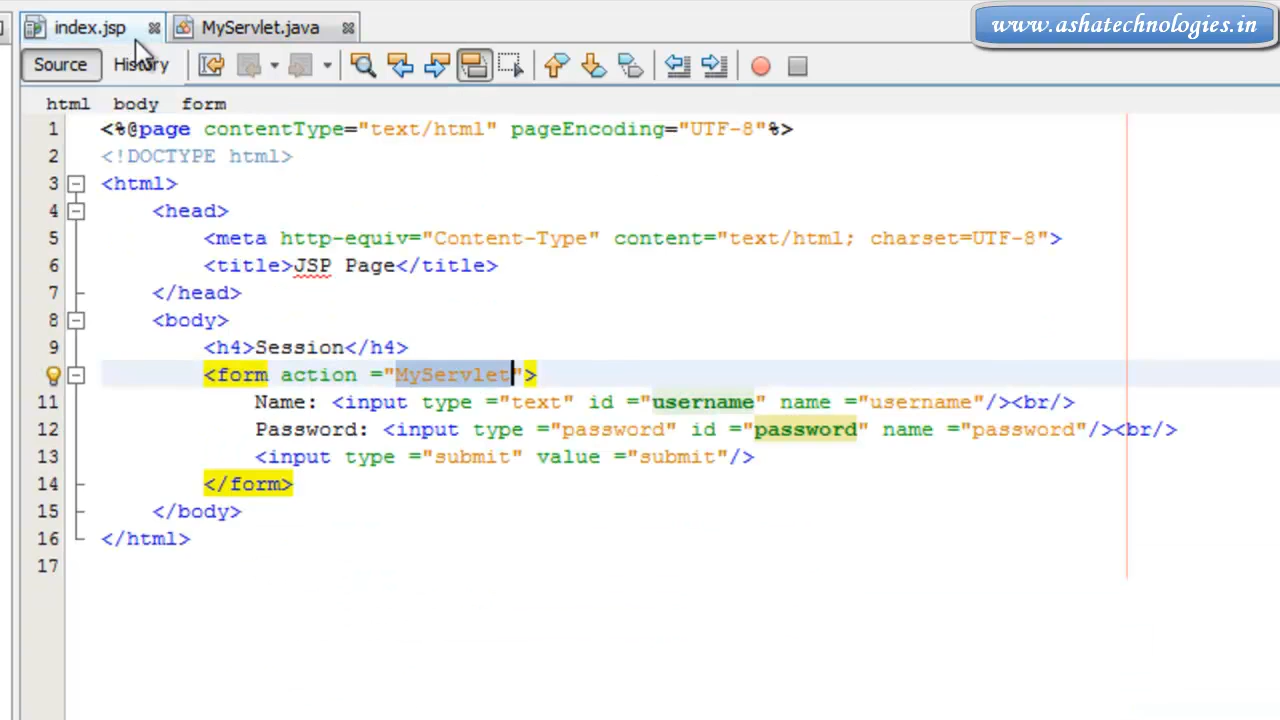 index.jsp MyServlet.java www.ashatechnologies.in
Source History
html body form
1 <%@page contentType="text/html" pageEncoding="UTF-8"%>
2 <!DOCTYPE html>
3 <html>
4 <head>
5 <meta http-equiv="Content-Type" content="text/html; charset=UTF-8">
6 <title>JSP Page</title>
7 </head>
8 <body>
9 <h4>Session</h4>
<form action ="MyServlet">
11 Name: <input type ="text" id ="username" name ="username"/><br/>
12 Password: <input type ="password" id ="password" name ="password"/><br/>
13 <input type ="submit" value ="submit"/>
14 </form>
15 </body>
16 </html>
17